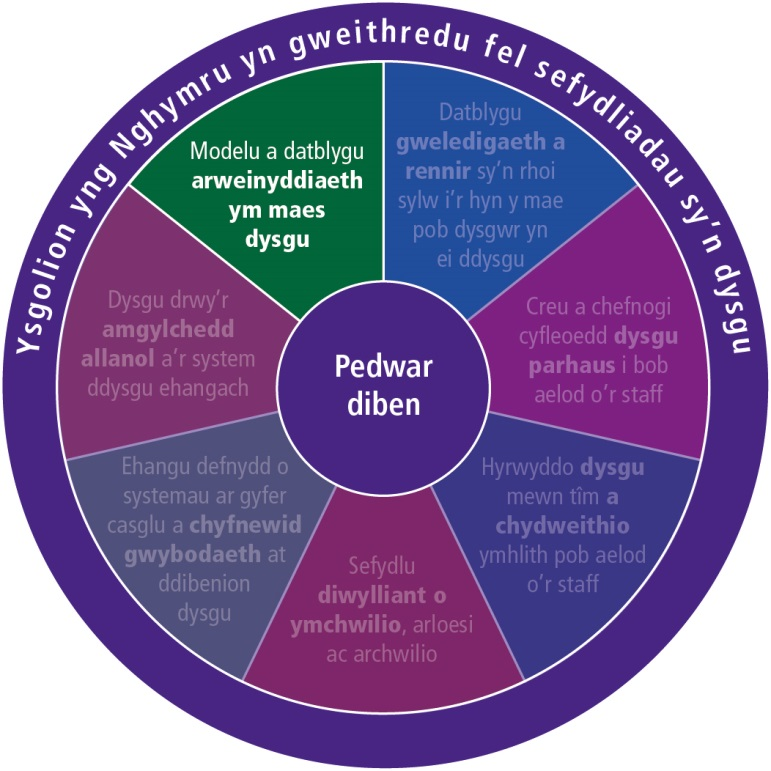 Ysgolion yng Nghymru yn gweithredu fel sefydliadau sy'n dysgu
Modelu a datblygu
arweinyddiaeth
ym maes
dysgu
Datblygu
gweledigaeth a
rennir sy'n rhoi
sylw i'r hyn y mae
pob dysgwr yn
ei ddysgu
Creu a chefnogi
cyfleoedd dysgu
parhaus i bob
aelod o'r staff
Hyrwyddo dysgu
mewn tîm a
chydweithio
ymhlith pob aelod
o'r staff
Sefydlu
diwylliant o
ymchwilio, arloesi
ac archwilio
Ehangu defnydd o
systemau ar gyfer
casglu a chyfnewid
gwybodaeth at
ddibenion
dysgu
Dysgu drwy'r
amgylchedd
allanol a'r system
ddysgu ehangach
Pedwar
diben